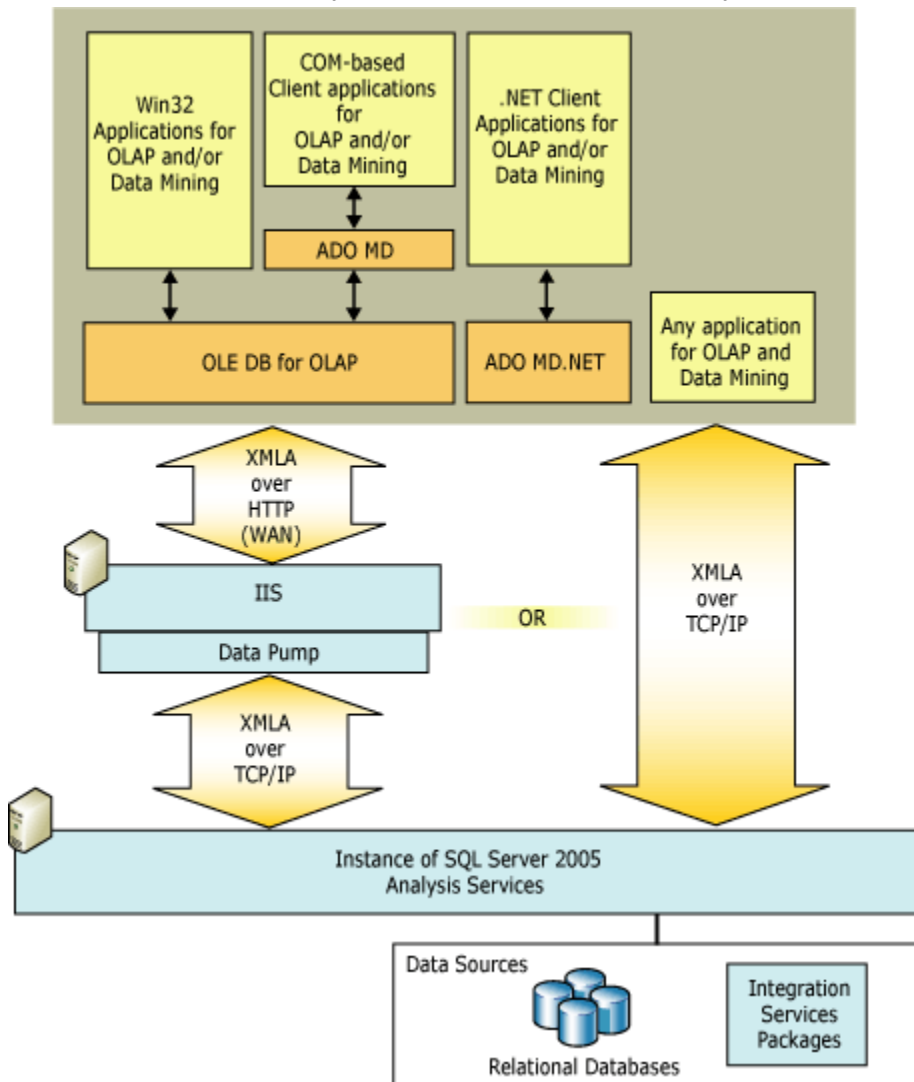 Win32
Applications for
OLAP and/or
Data Mining
COM-based
Client applications
for
OLAP and/or
Data Mining
.NET Client
Applications for
OLAP and/or
Data Mining
ADO MD
OLE DB for OLAP
ADO MD.NET
Any application
for OLAP and
Data Mining
XMLA
over
HTTP
(WAN)
IIS
Data Pump
OR
XMLA
over
TCP/IP
XMLA
over
TCP/IP
Instance of SQL Server 2005
Analysis Services
Data Sources
Relational Databases
Integration
Services
Packages